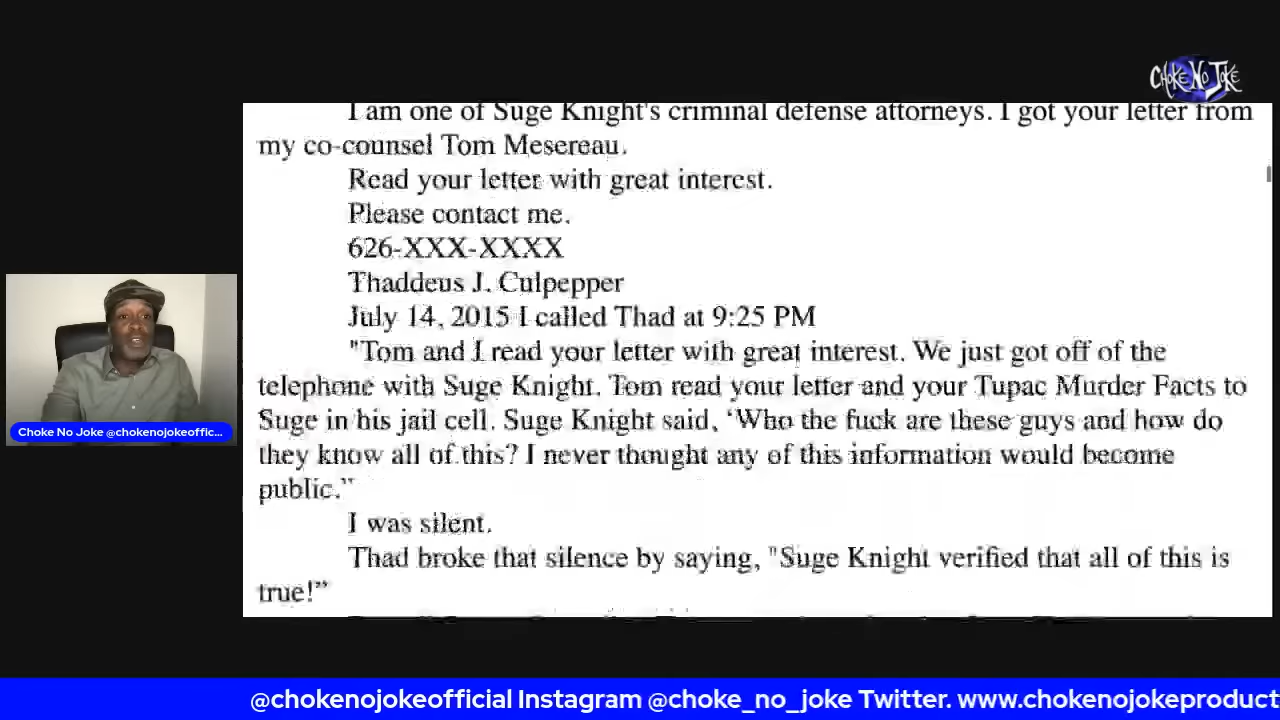 CHOKE NO JOKE
I am one of Suge Knight's criminal defense attorneys. I got your letter from
my co-counsel Tom Mesereau.
Read your letter with great interest.
Please contact me.
626-XXX-XXXX
Thaddeus J. Culpepper
July 14, 2015 I called Thad at 9:25 PM
"Tom and I read your letter with great interest. We just got off of the
telephone with Suge Knight. Tom read your letter and your Tupac Murder Facts to
Suge in his jail cell. Suge Knight said, ‘Who the fuck are these guys and how do
they know all of this? I never thought any of this information would become
public.’”
I was silent.
Thad broke that silence by saying, "Suge Knight verified that all of this is
true!”
Choke No Joke @chokenojokeoffic...
@chokenojokeofficial Instagram @choke_no_joke Twitter. www.chokenojokeproduct